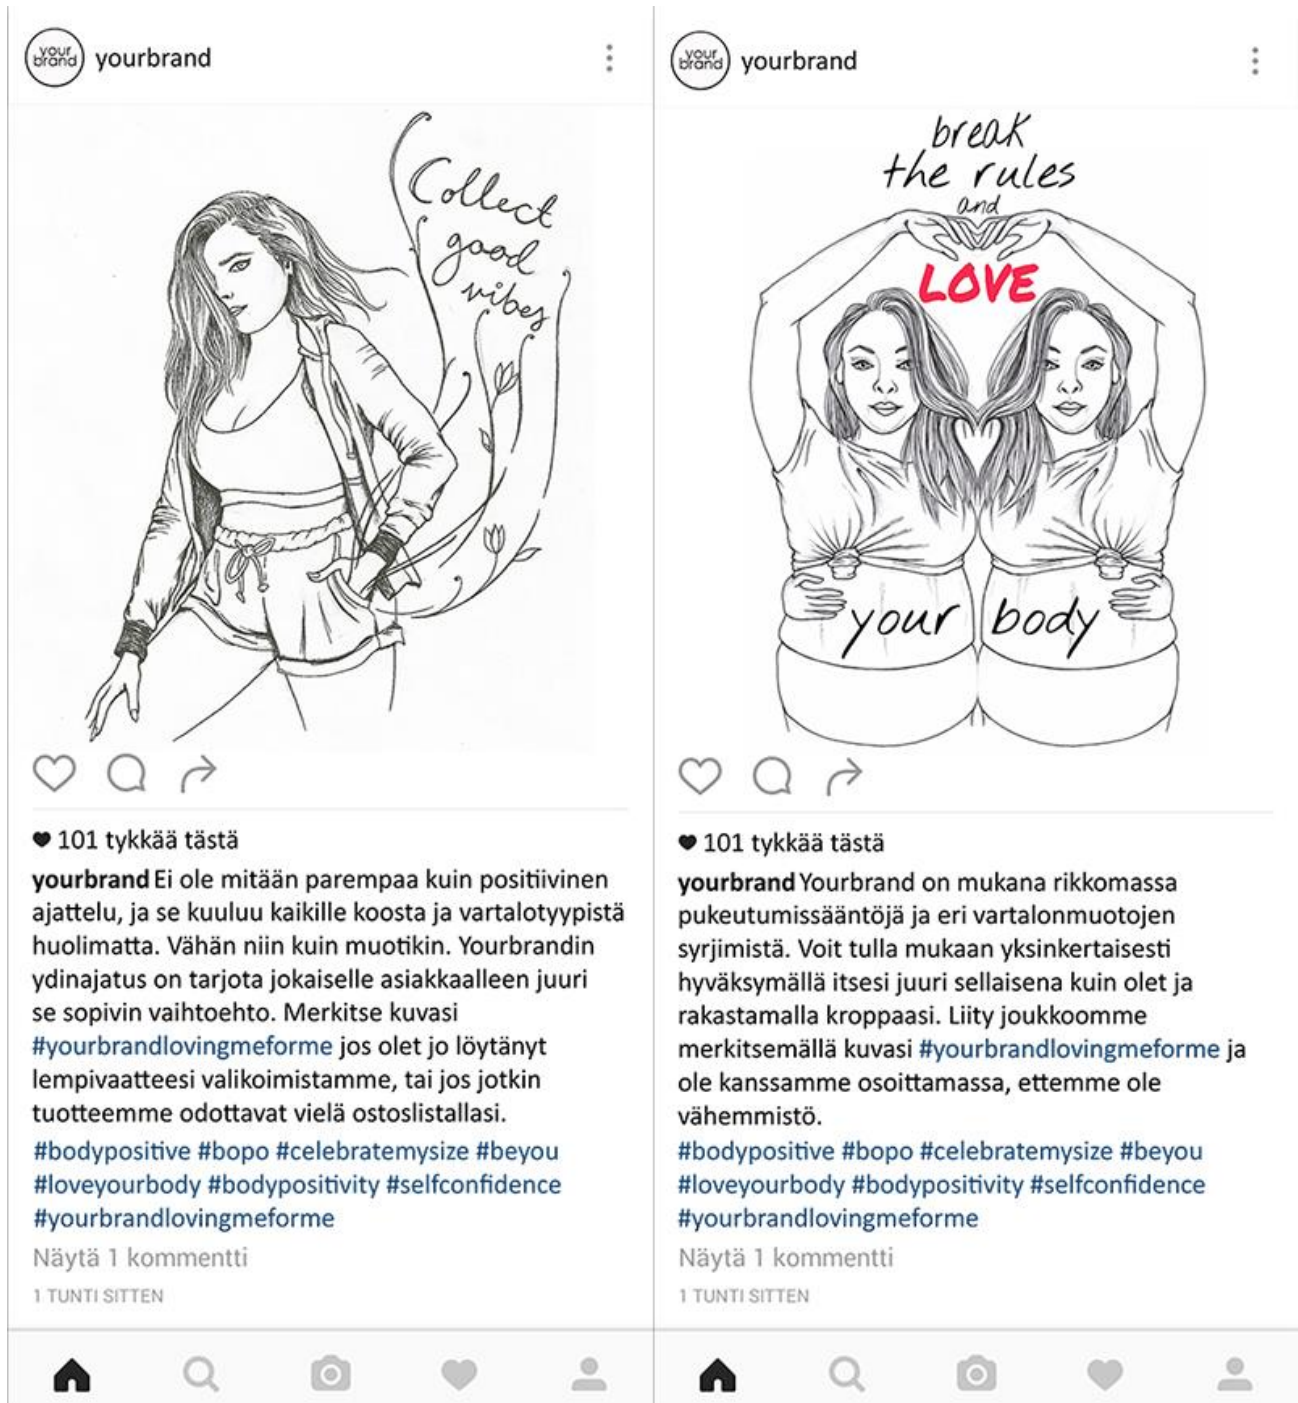 your
brand
yourbrand
Collect
good
vibes
101 tykkää tästä
yourbrand Ei ole mitään parempaa kuin positiivinen
ajattelu, ja se kuuluu kaikille koosta ja vartalotyypistä
huolimatta. Vähän niin kuin muotikin. Yourbrandin
ydinajatus on tarjota jokaiselle asiakkaalleen juuri
se sopivin vaihtoehto. Merkitse kuvasi
#yourbrandlovingmeforme jos olet jo löytänyt
lempivaatteesi valikoimistamme, tai jos jotkin
tuotteemme odottavat vielä ostoslistallasi.
#bodypositive #bopo #celebratemysize #beyou
#loveyourbody #bodypositivity #selfconfidence
#yourbrandlovingmeforme
Näytä 1 kommentti
1 TUNTI SITTEN
your
brand
yourbrand
break
the rules
and
LOVE
your body
101 tykkää tästä
yourbrand Yourbrand on mukana rikkomassa
pukeutumissääntöjä ja eri vartalonmuotojen
syrjimistä. Voit tulla mukaan yksinkertaisesti
hyväksymällä itsesi juuri sellaisena kuin olet ja
rakastamalla kroppaasi. Liity joukkoomme
merkitsemällä kuvasi #yourbrandlovingmeforme ja
ole kanssamme osoittamassa, ettemme ole
vähemmistö.
#bodypositive #bopo #celebratemysize #beyou
#loveyourbody #bodypositivity #selfconfidence
#yourbrandlovingmeforme
Näytä 1 kommentti
1 TUNTI SITTEN